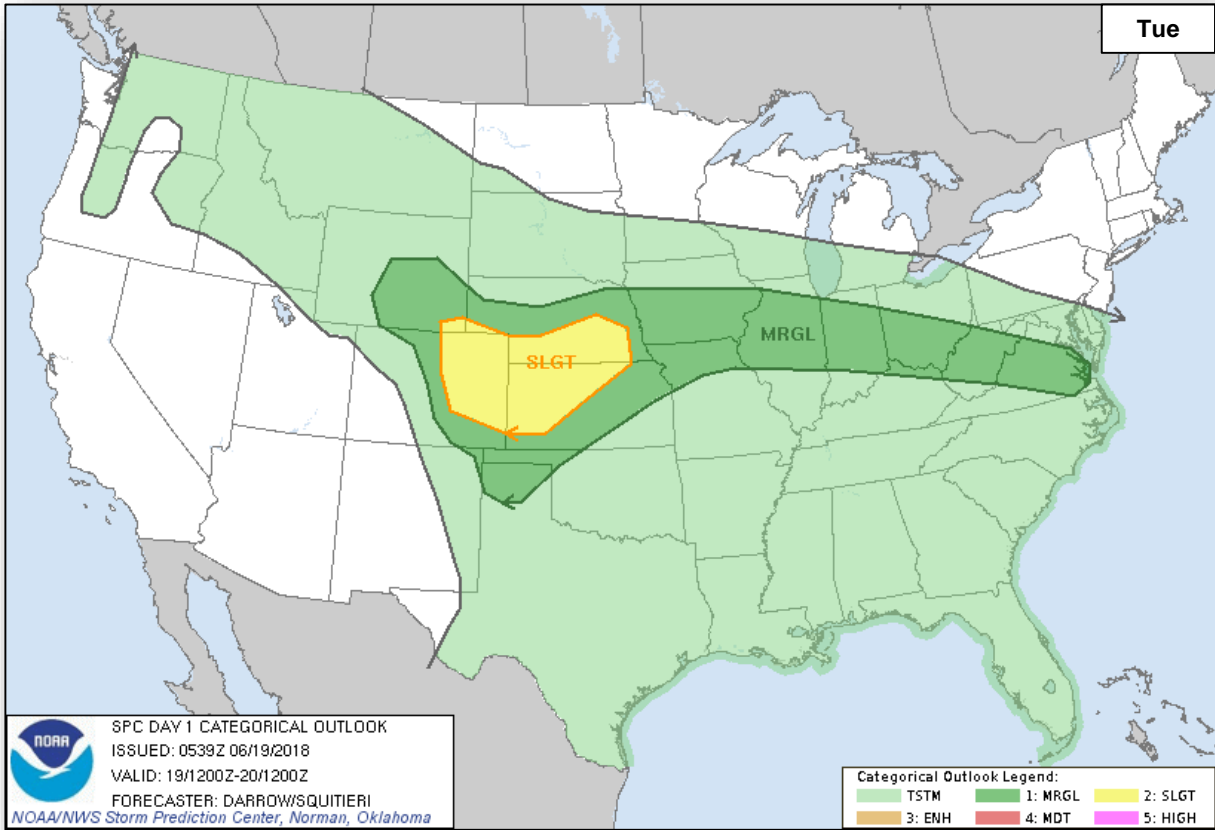 Tue
MRGL
SLGT
NOAA
SPC DAY 1 CATEGORICAL OUTLOOK
ISSUED: 0539Z 06/19/2018
VALID: 19/1200Z-20/1200Z
FORECASTER: DARROW/SQUITIERI
NOAA/NWS Storm Prediction Center, Norman, Oklahoma
Categorical Outlook Legend:
TSTM 1: MRGL 2: SLGT
3: ENH 4: MDT 5: HIGH